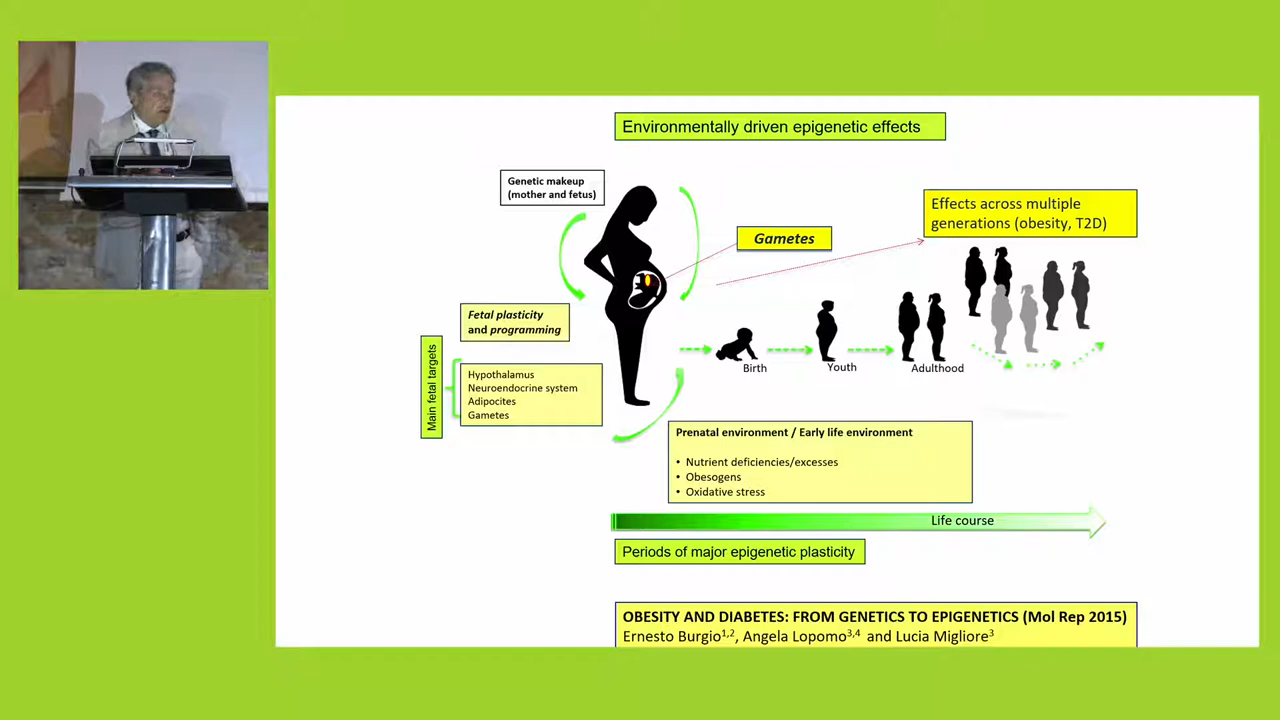 Environmentally driven epigenetic effects
Genetic makeup
(mother and fetus)
Gametes
Effects across multiple
generations (obesity, T2D)
Fetal plasticity
and programming
Main fetal targets
Hypothalamus
Neuroendocrine system
Adipocytes
Gametes
Birth
Youth
Adulthood
Prenatal environment / Early life environment
• Nutrient deficiencies/excesses
• Obesogens
• Oxidative stress
Life course
Periods of major epigenetic plasticity
OBESITY AND DIABETES: FROM GENETICS TO EPIGENETICS (Mol Rep 2015)
Ernesto Burgio1,2, Angela Lopomo3,4 and Lucia Migliore3